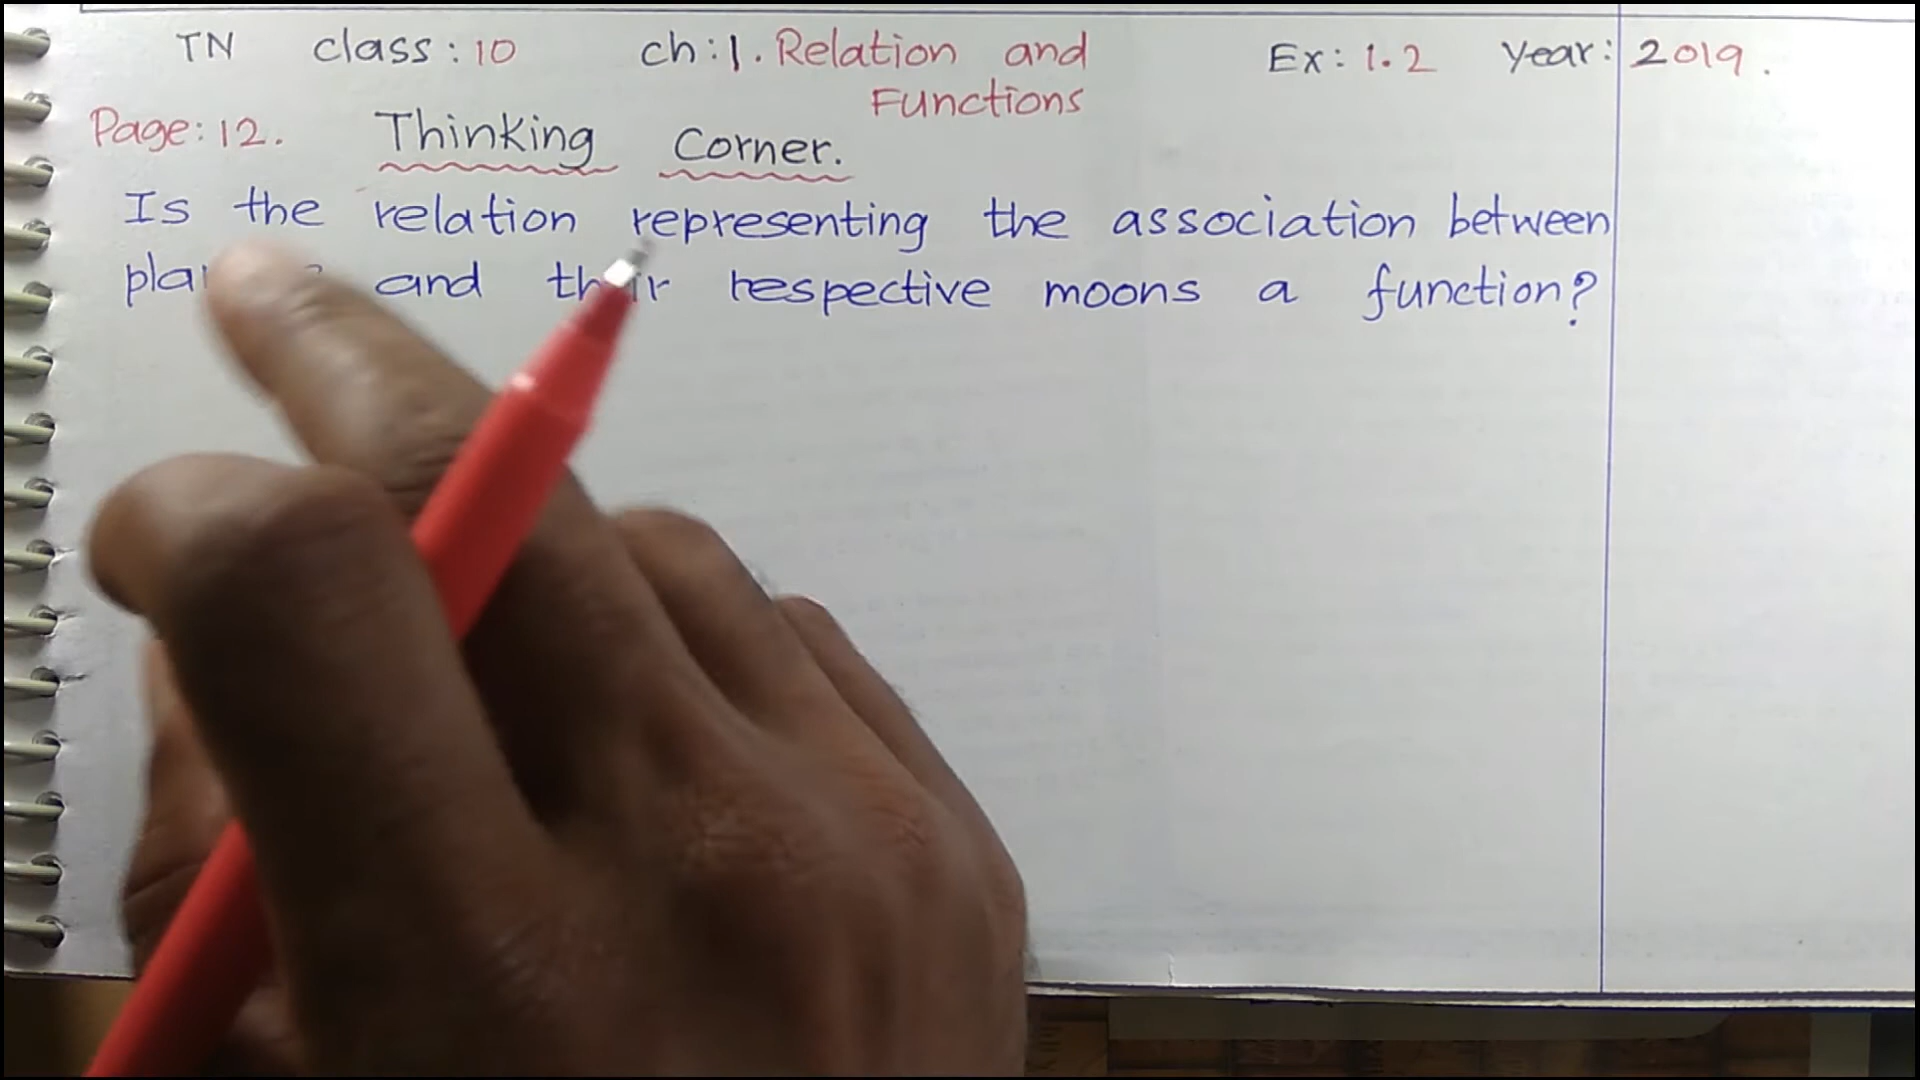 TN class: 10 ch: 1. Relation and Functions Ex: 1.2 Year: 2019.
Page: 12. Thinking Corner.
Is the relation representing the association between
and their respective moons a function?